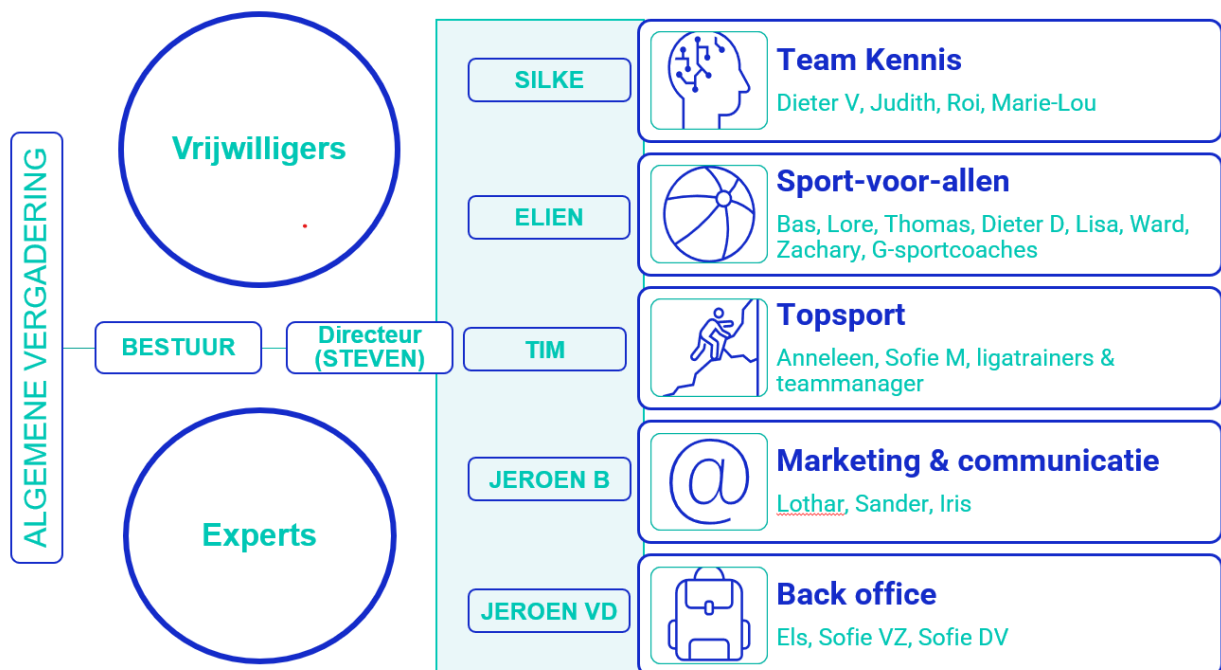 ALGEMENE VERGADERING
Vrijwilligers
BESTUUR
Directeur
(STEVEN)
Experts
SILKE
Team Kennis
Dieter V, Judith, Roi, Marie-Lou
ELIEN
Sport-voor-allen
Bas, Lore, Thomas, Dieter D, Lisa, Ward,
Zachary, G-sportcoaches
TIM
Topsport
Anneleen, Sofie M, ligatrainers &
teammanager
JEROEN B
@
Marketing & communicatie
Lothar, Sander, Iris
JEROEN VD
Back office
Els, Sofie VZ, Sofie DV